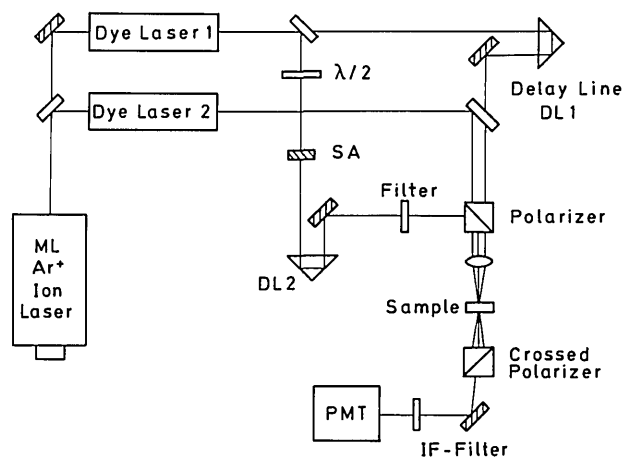 Dye Laser 1
λ/2
Delay Line
DL1
Dye Laser 2
SA
Filter
Polarizer
ML
Ar+
Ion
Laser
DL2
Sample
Crossed
Polarizer
PMT
IF-Filter